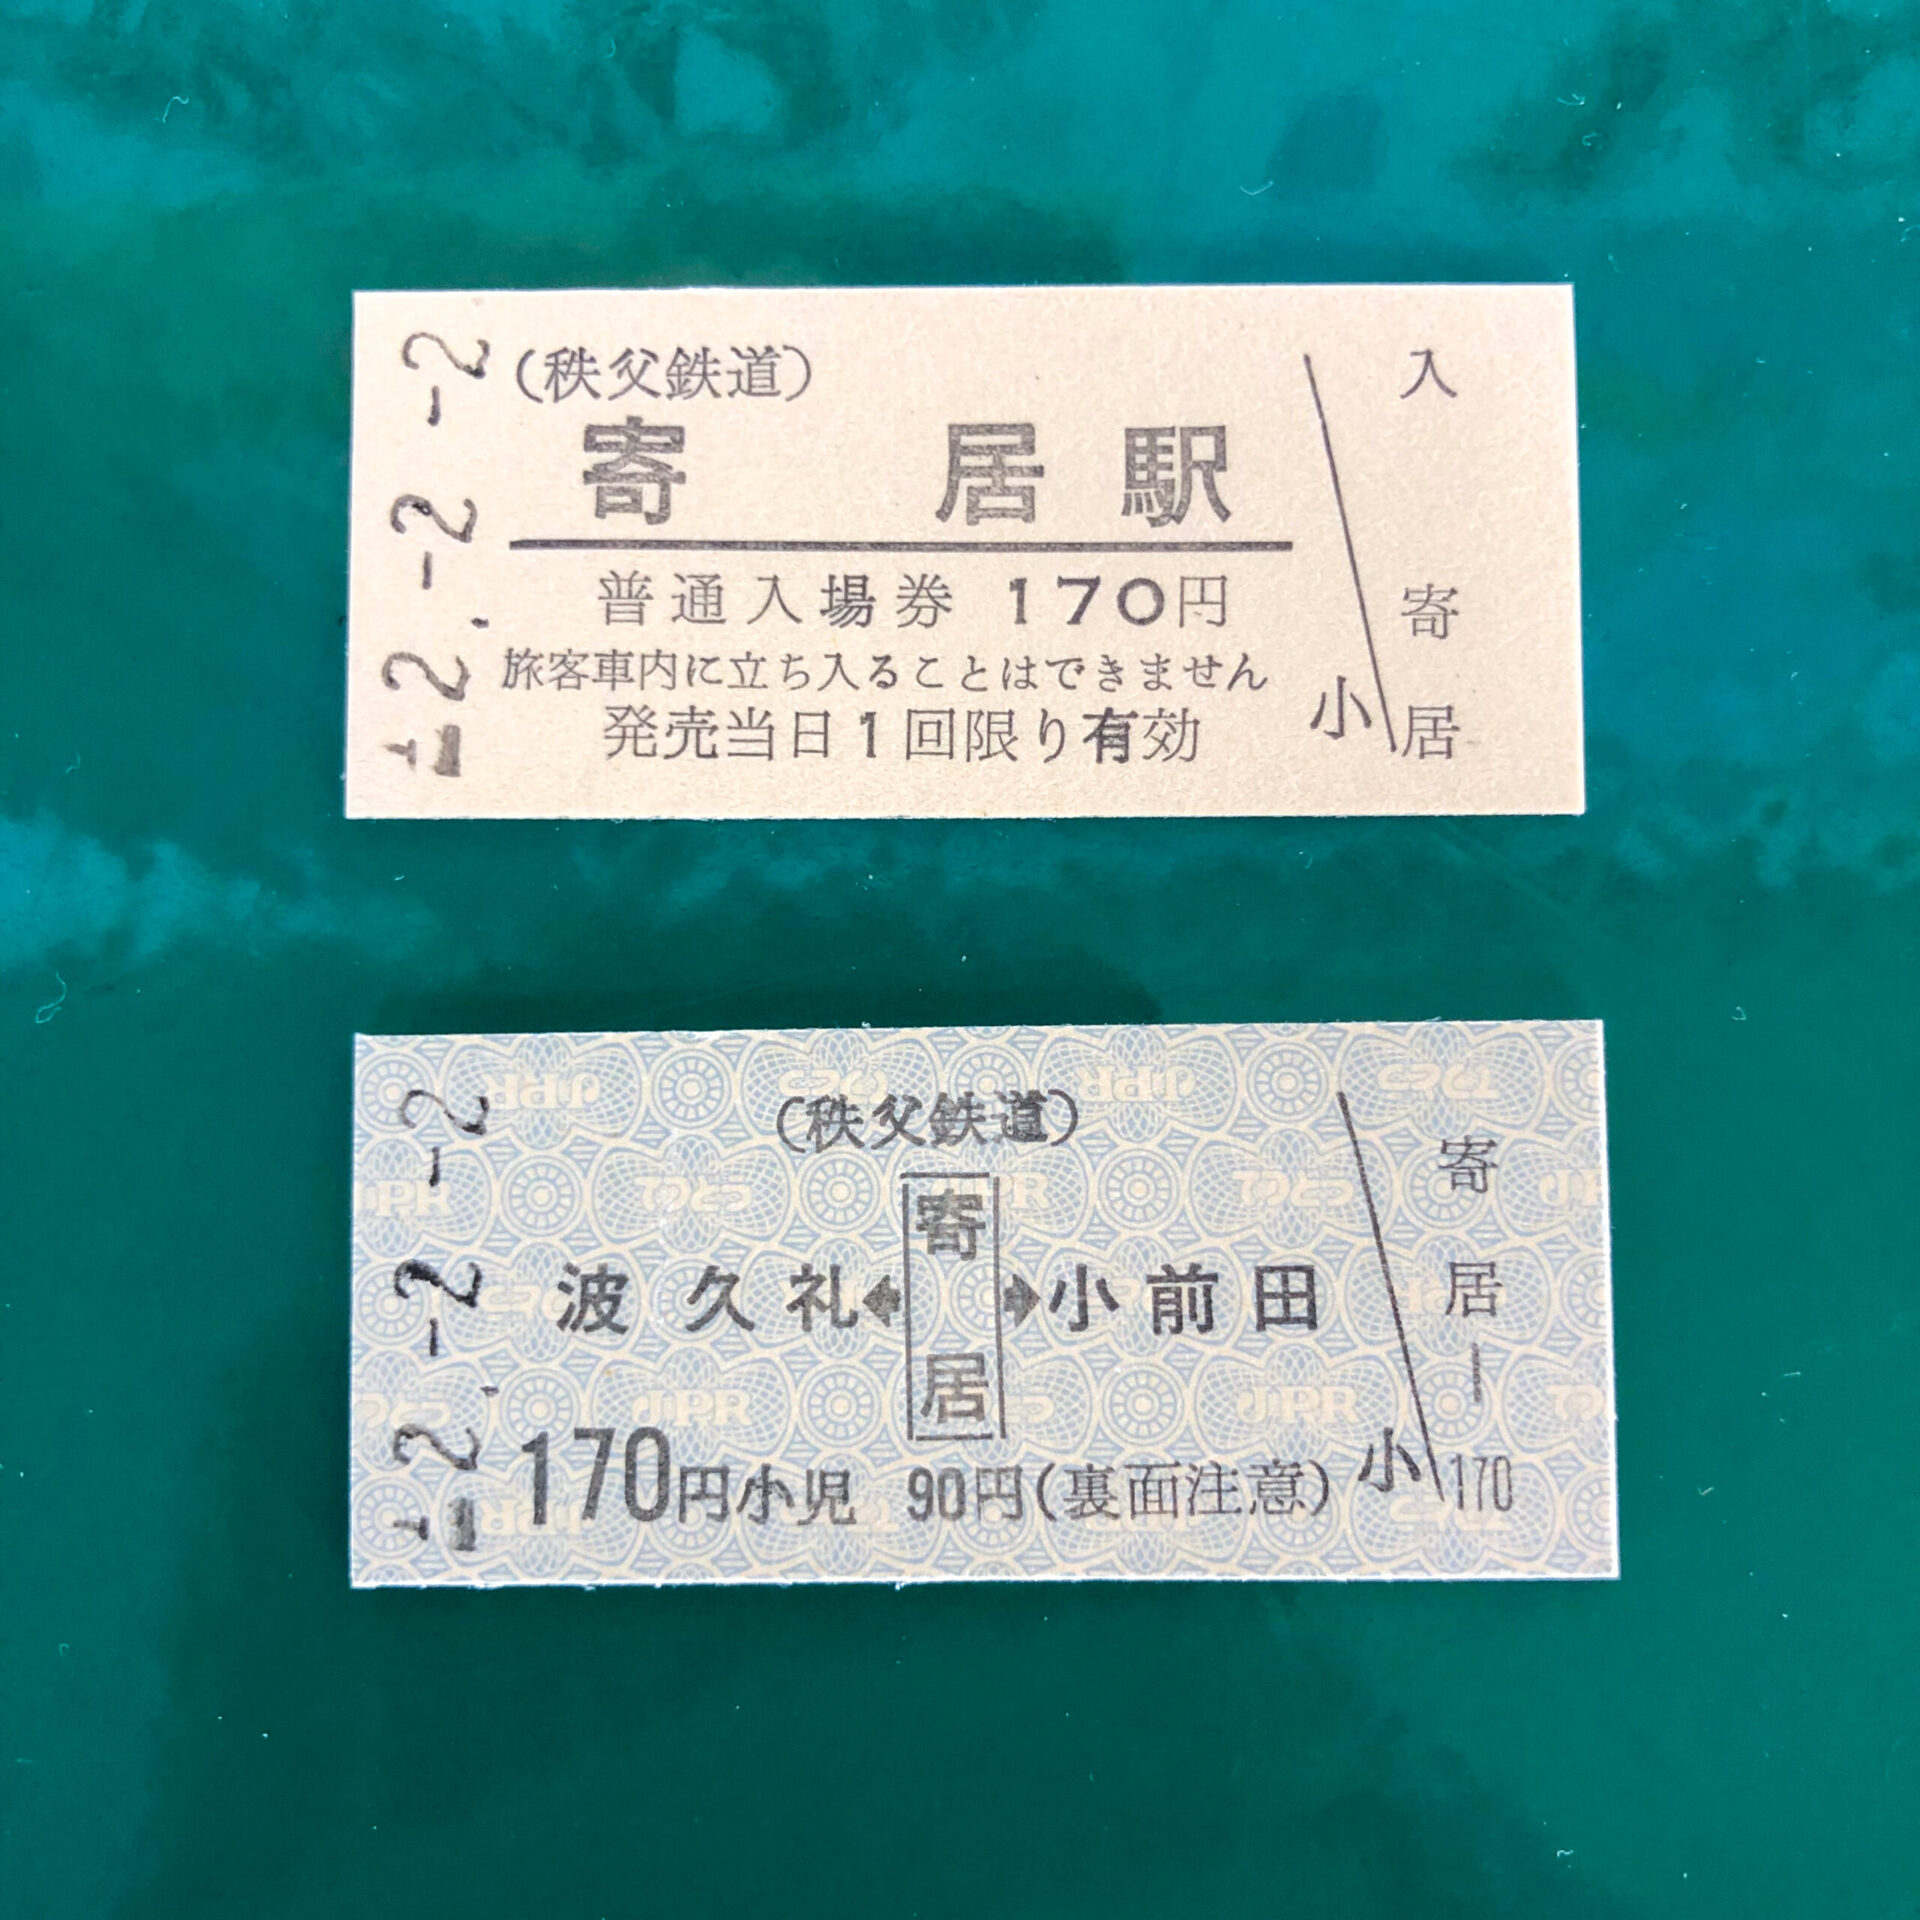 22.-2-2
(秩父鉄道)
寄居駅
普通入場券 170円
旅客車内に立ち入ることはできません
発売当日1回限り有効
小
入
寄居
22.-2-2
(秩父鉄道)
波久礼⬌寄居⬌小前田
170円小児 90円(裏面注意)
小
寄居ー170